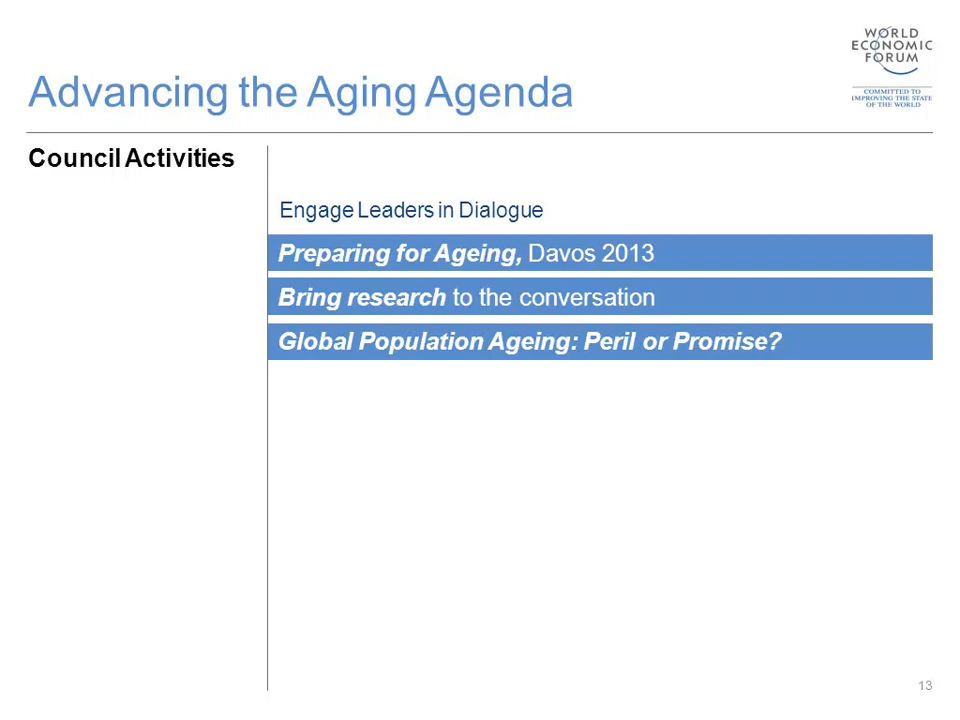 WORLD
ECONOMIC
FORUM
COMMITTED TO
IMPROVING THE STATE
OF THE WORLD
Advancing the Aging Agenda
Council Activities
Engage Leaders in Dialogue
Preparing for Ageing, Davos 2013
Bring research to the conversation
Global Population Ageing: Peril or Promise?
13